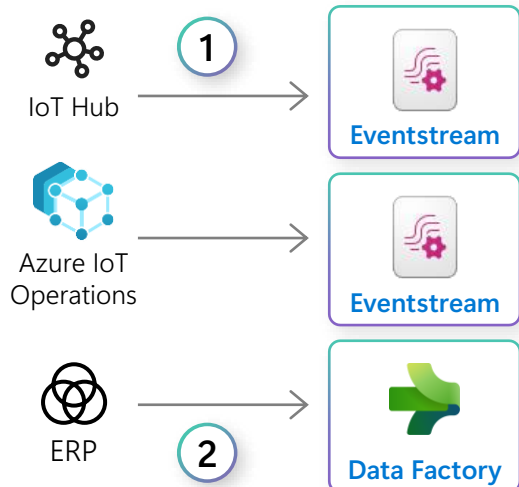 1
IoT Hub
Eventstream
Azure IoT
Operations
Eventstream
ERP
2
Data Factory